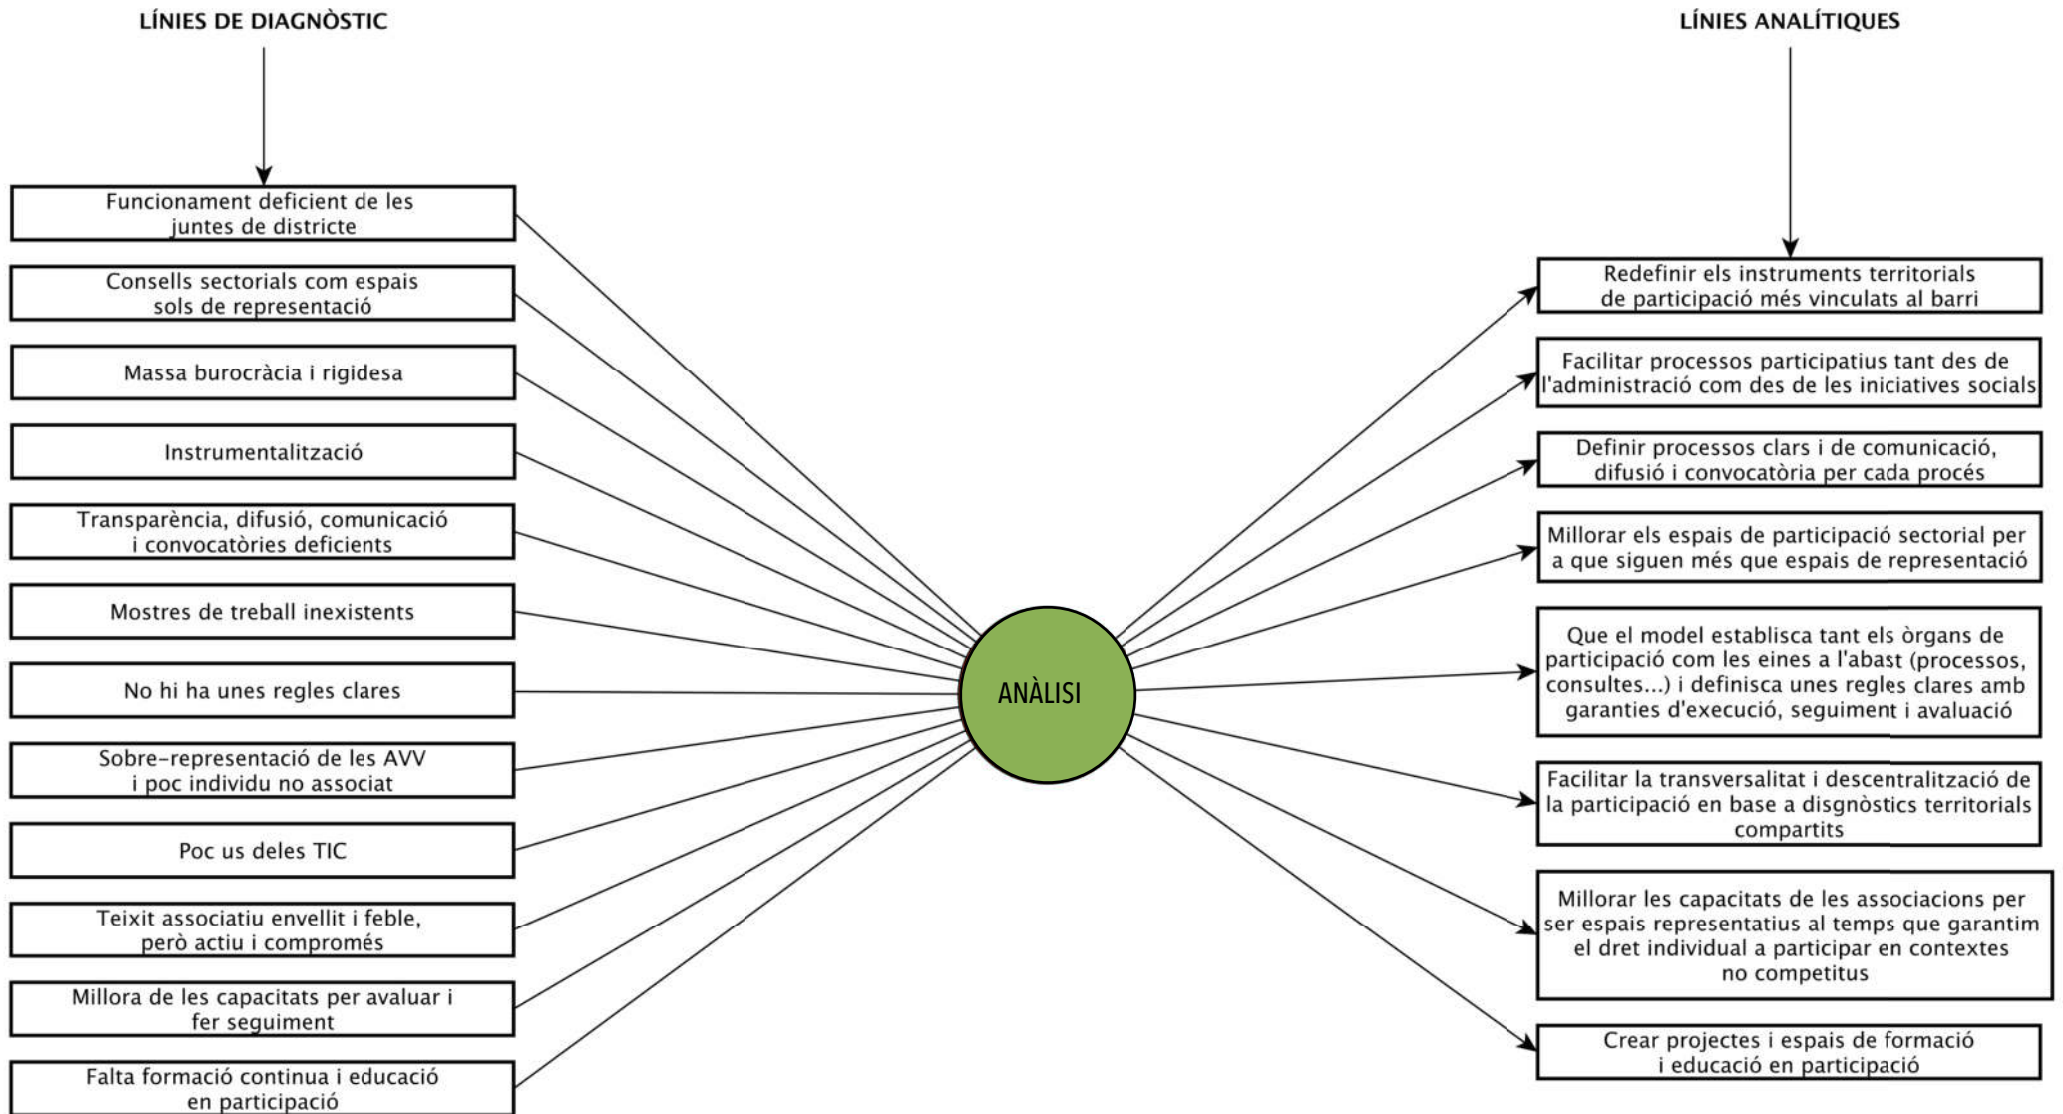 LÍNIES DE DIAGNÒSTIC
Funcionament deficient de les
juntes de districte
Consells sectorials com espais
sols de representació
Massa burocràcia i rigidesa
Instrumentalització
Transparència, difusió, comunicació
i convocatòries deficients
Mostres de treball inexistents
No hi ha unes regles clares
Sobre-representació de les AVV
i poc individu no associat
Poc us deles TIC
Teixit associatiu envellit i feble,
però actiu i compromés
Millora de les capacitats per avaluar i
fer seguiment
Falta formació continua i educació
en participació
ANÀLISI
LÍNIES ANALÍTIQUES
Redefinir els instruments territorials
de participació més vinculats al barri
Facilitar processos participatius tant des de
l'administració com des de les iniciatives socials
Definir processos clars i de comunicació,
difusió i convocatòria per cada procés
Millorar els espais de participació sectorial per
a que siguen més que espais de representació
Que el model establisca tant els òrgans de
participació com les eines a l'abast (processos,
consultes...) i definisca unes regles clares amb
garanties d'execució, seguiment i avaluació
Facilitar la transversalitat i descentralització de
la participació en base a disgnòstics territorials
compartits
Millorar les capacitats de les associacions per
ser espais representatius al temps que garantim
el dret individual a participar en contextes
no competitus
Crear projectes i espais de formació
i educació en participació